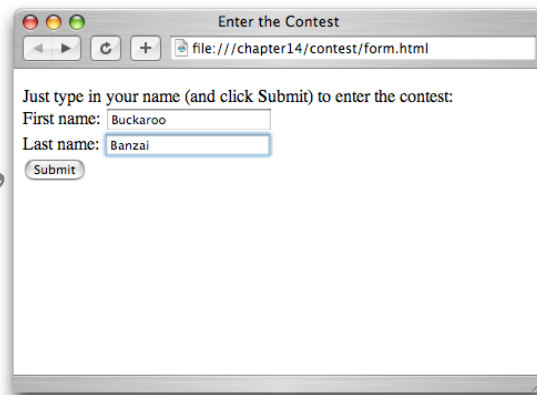 Enter the Contest
file:///chapter14/contest/form.html
Just type in your name (and click Submit) to enter the contest:
First name: Buckaroo
Last name: Banzai
Submit